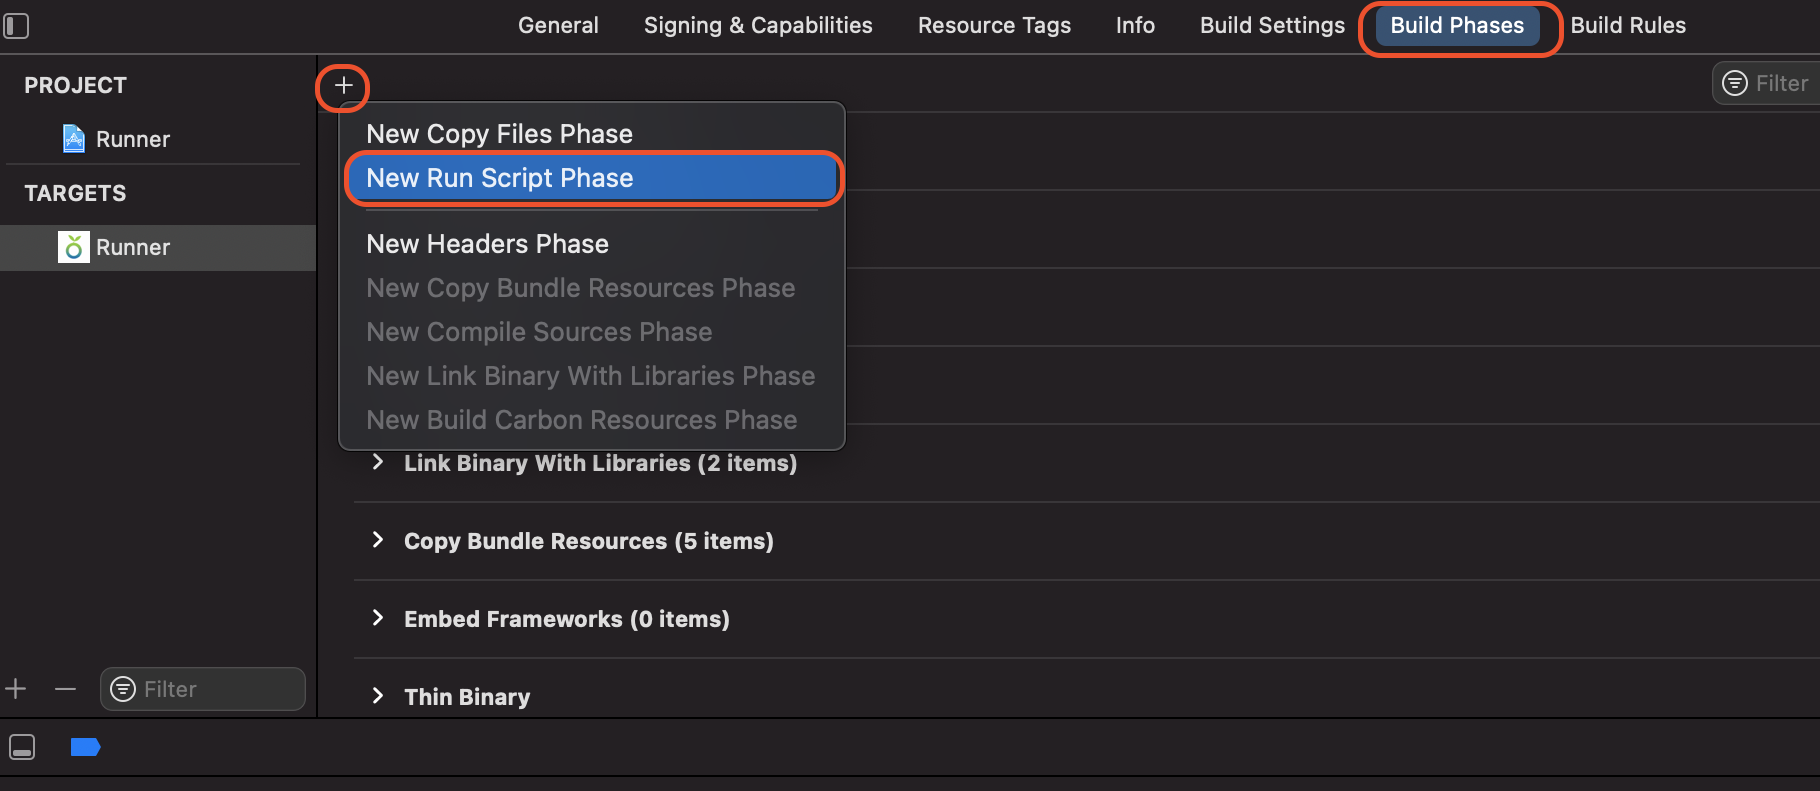 General Signing & Capabilities Resource Tags Info Build Settings Build Phases Build Rules
PROJECT
Runner
TARGETS
Runner
Filter
Filter
New Copy Files Phase
New Run Script Phase
New Headers Phase
New Copy Bundle Resources Phase
New Compile Sources Phase
New Link Binary With Libraries Phase
New Build Carbon Resources Phase
Link Binary With Libraries (2 items)
Copy Bundle Resources (5 items)
Embed Frameworks (0 items)
Thin Binary